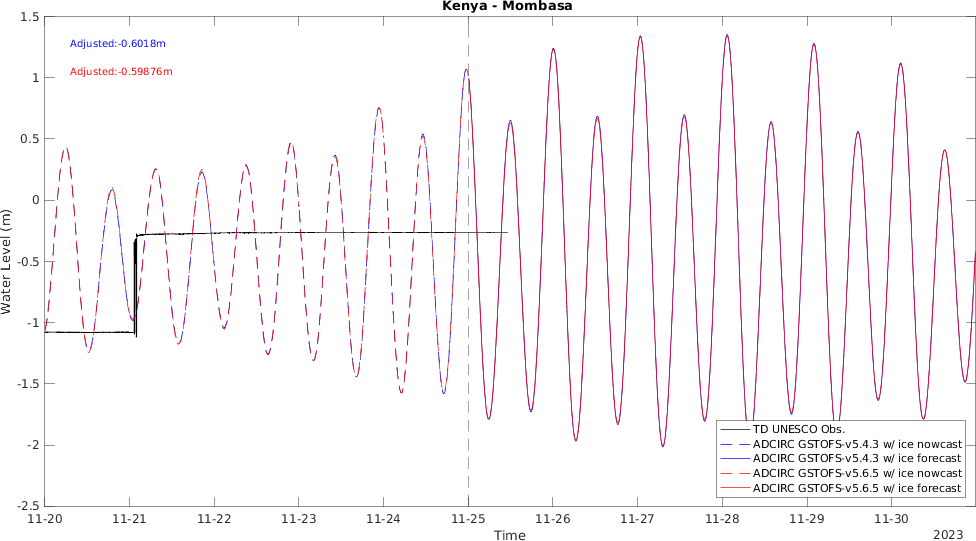 Kenya - Mombasa
Adjusted:-0.6018m
Adjusted:-0.59876m
Water Level (m)
1.5
1
0.5
0
-0.5
-1
-1.5
-2
-2.5
TD UNESCO Obs.
ADCIRC GSTOFS-v5.4.3 w/ ice nowcast
ADCIRC GSTOFS-v5.4.3 w/ ice forecast
ADCIRC GSTOFS-v5.6.5 w/ ice nowcast
ADCIRC GSTOFS-v5.6.5 w/ ice forecast
11-20 11-21 11-22 11-23 11-24 11-25 11-26 11-27 11-28 11-29 11-30
Time
2023